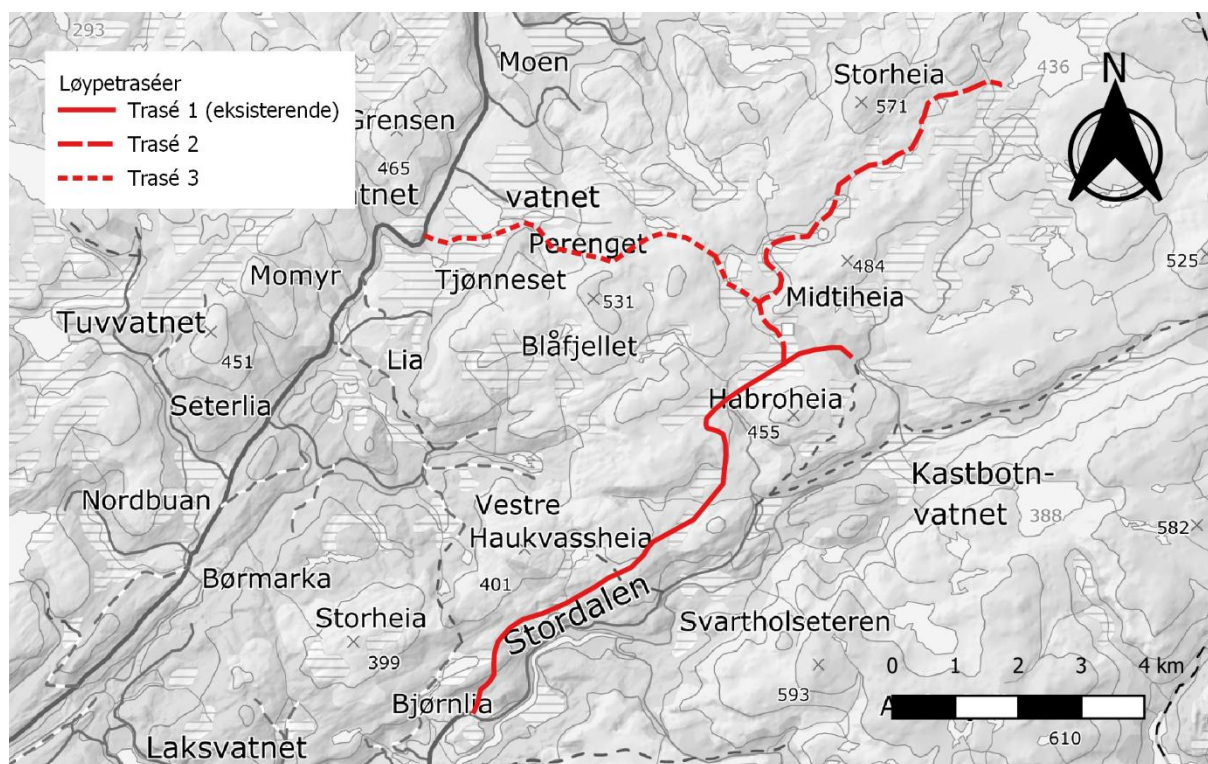 293
Løypetraséer
Trasé 1 (eksisterende)
Trasé 2
Trasé 3
Moen
Storheia
571
436
N
Grensen
465
vatnet
Perenget
Tjønneset
Momyr
484
525
Midtiheia
531
Tuvvatnet
451
Lia
Blåfjellet
Seterlia
Habroheia
455
Kastbotn-
vatnet
388
582
Nordbuan
Vestre
Haukvassheia
401
Børmarka
Stordalen
Storheia
399
Svartholseteren
593
0 1 2 3 4 km
Bjørnlia
Laksvatnet
610